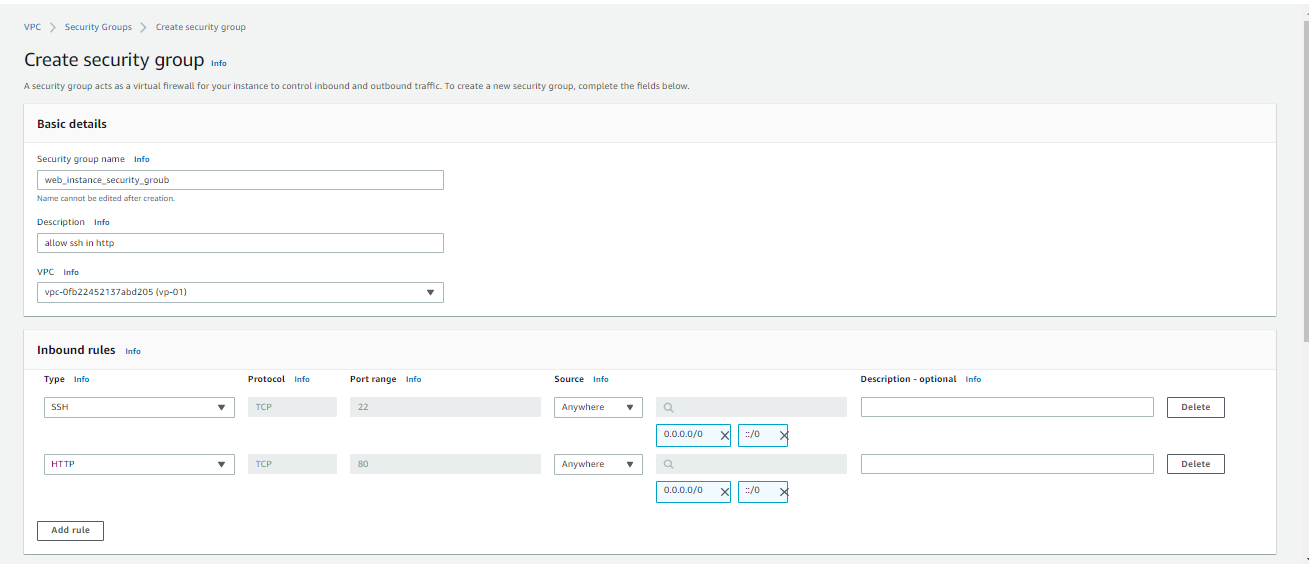 VPC > Security Groups > Create security group
Create security group Info
A security group acts as a virtual firewall for your instance to control inbound and outbound traffic. To create a new security group, complete the fields below.
Basic details
Security group name Info
web_instance_security_groub
Name cannot be edited after creation.
Description Info
allow ssh in http
VPC Info
vpc-0fb22452137abd205 (vp-01)
Inbound rules Info
Type Info Protocol Info Port range Info Source Info Description - optional Info
SSH TCP 22 Anywhere Delete
0.0.0.0/0 ::/0
HTTP TCP 80 Anywhere Delete
0.0.0.0/0 ::/0
Add rule